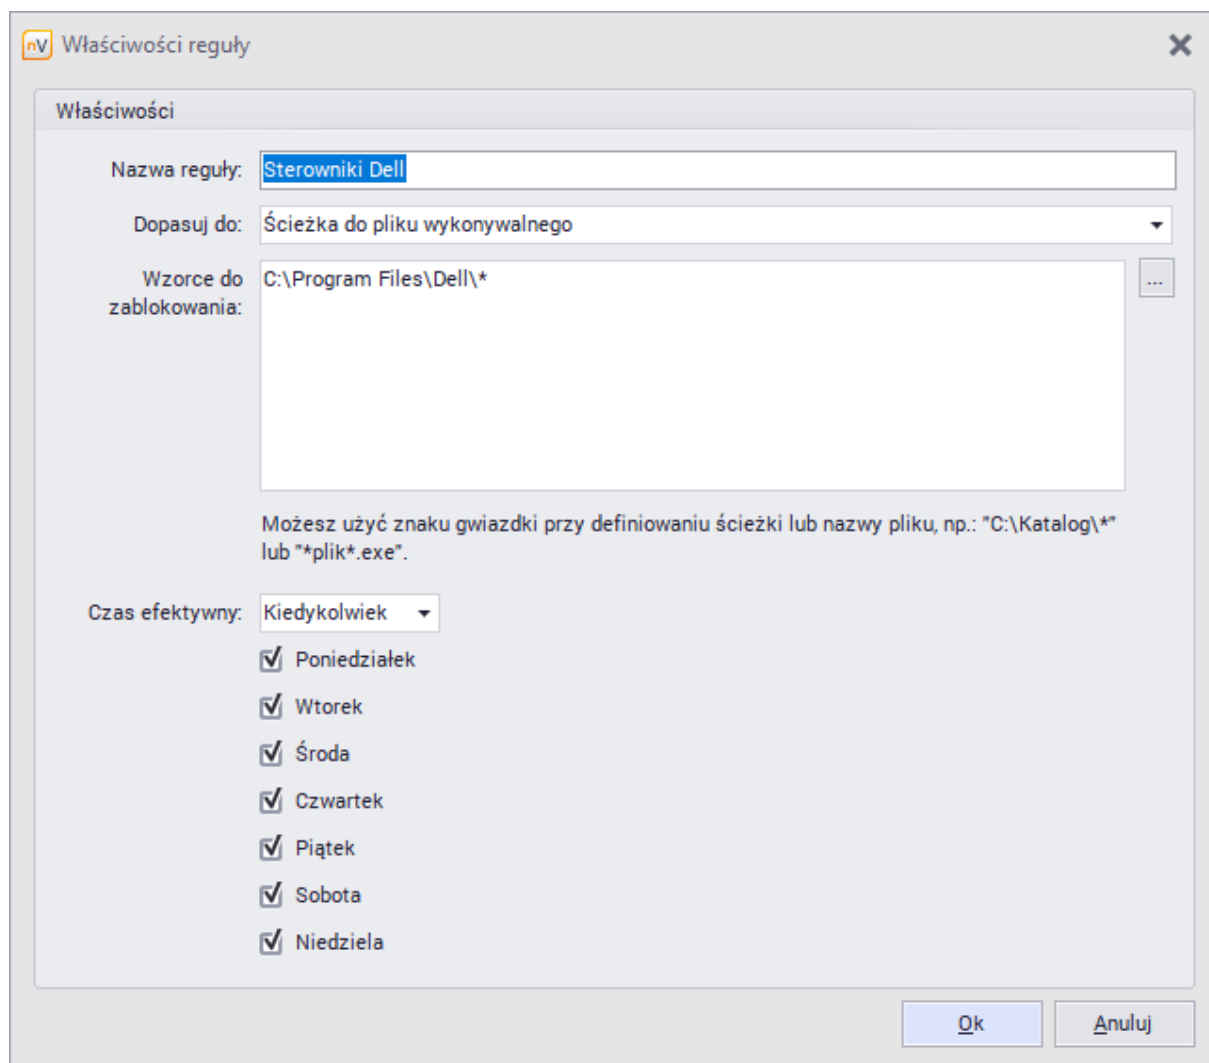 nV Właściwości reguły
Właściwości
Nazwa reguły: Sterowniki Dell
Dopasuj do: Ścieżka do pliku wykonywalnego
Wzorce do zablokowania: C:\Program Files\Dell\*
...
Możesz użyć znaku gwiazdki przy definiowaniu ścieżki lub nazwy pliku, np.: "C:\Katalog\*"
lub "*plik*.exe".
Czas efektywny: Kiedykolwiek
Poniedziałek
Wtorek
Środa
Czwartek
Piątek
Sobota
Niedziela
Ok Anuluj